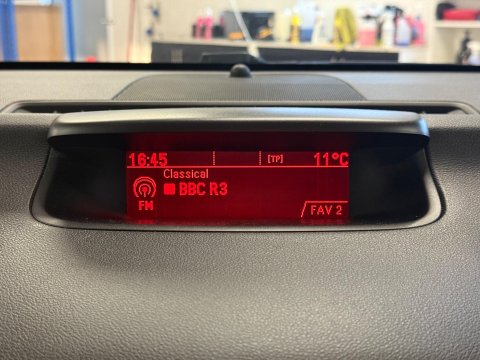 16:45 [TP] 11°C
Classical
BBC R3
FM
FAV 2